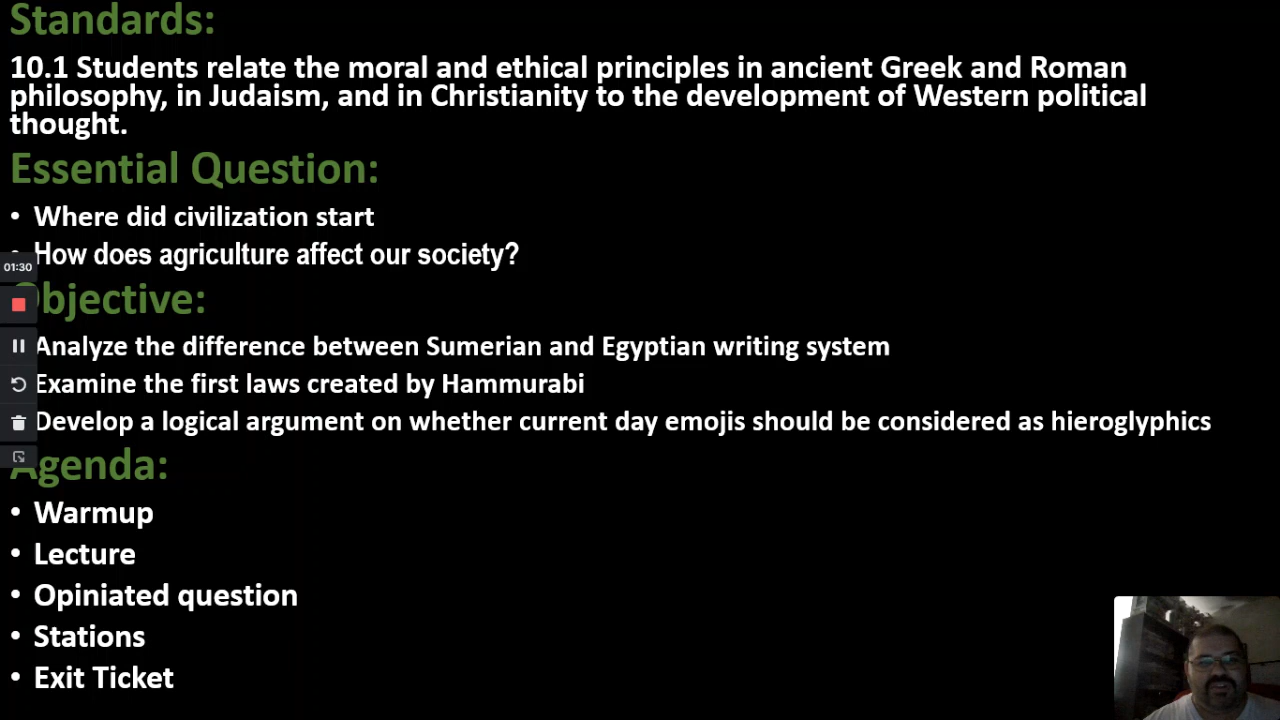 Standards:
10.1 Students relate the moral and ethical principles in ancient Greek and Roman
philosophy, in Judaism, and in Christianity to the development of Western political
thought.
Essential Question:
• Where did civilization start
• How does agriculture affect our society?
01:30
Objective:
Analyze the difference between Sumerian and Egyptian writing system
Examine the first laws created by Hammurabi
Develop a logical argument on whether current day emojis should be considered as hieroglyphics
Agenda:
• Warmup
• Lecture
• Opiniated question
• Stations
• Exit Ticket